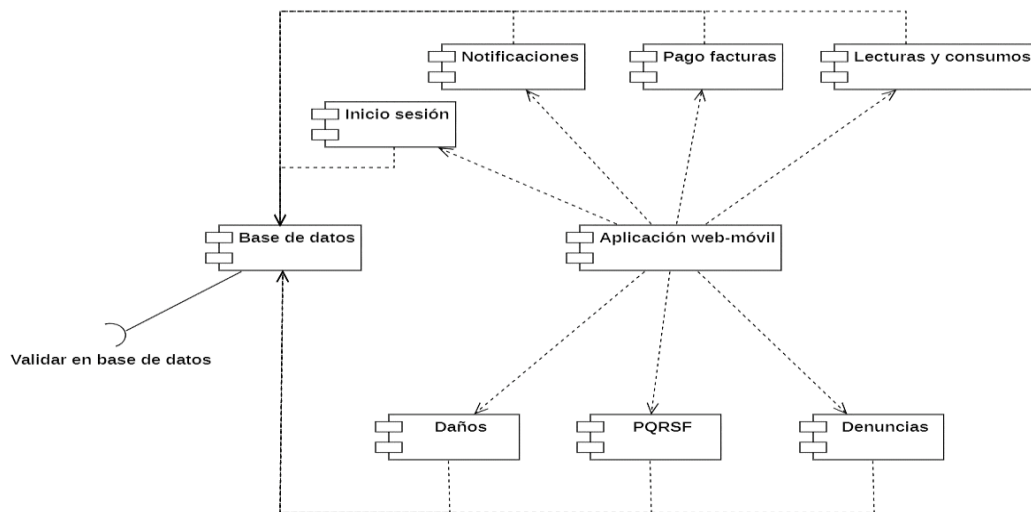 Notificaciones
Pago facturas
Lecturas y consumos
Inicio sesión
Base de datos
Aplicación web-móvil
Validar en base de datos
Daños
PQRSF
Denuncias